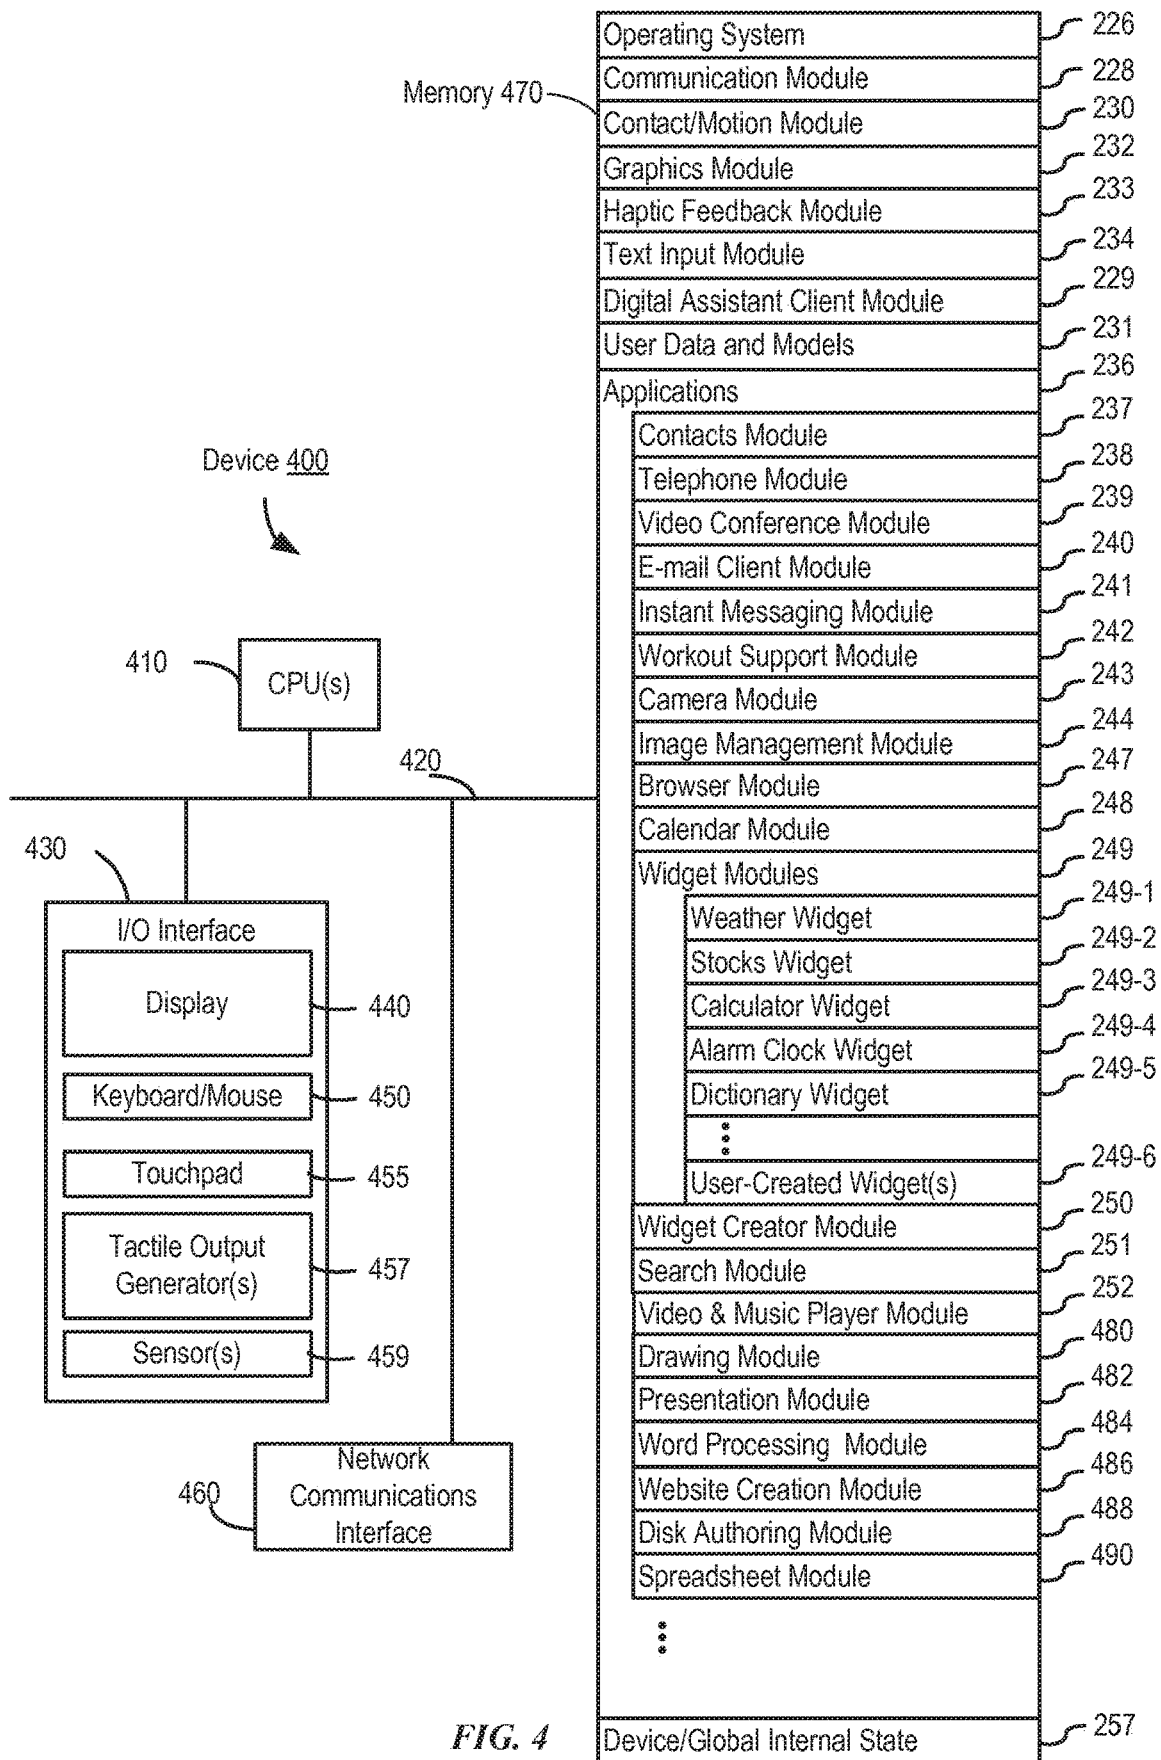 Operating System 226
Communication Module 228
Memory 470
Contact/Motion Module 230
Graphics Module 232
Haptic Feedback Module 233
Text Input Module 234
Digital Assistant Client Module 229
User Data and Models 231
Applications 236
Contacts Module 237
Device 400
Telephone Module 238
Video Conference Module 239
E-mail Client Module 240
Instant Messaging Module 241
Workout Support Module 242
410
CPU(s)
Camera Module 243
Image Management Module 244
420
Browser Module 247
Calendar Module 248
430
Widget Modules 249
I/O Interface
Weather Widget 249-1
Stocks Widget 249-2
Display 440
Calculator Widget 249-3
Alarm Clock Widget 249-4
Keyboard/Mouse 450
Dictionary Widget 249-5
Touchpad 455
User-Created Widget(s) 249-6
Widget Creator Module 250
Tactile Output
Generator(s) 457
Search Module 251
Video & Music Player Module 252
Sensor(s) 459
Drawing Module 480
Presentation Module 482
Word Processing Module 484
460
Network
Communications
Interface
Website Creation Module 486
Disk Authoring Module 488
Spreadsheet Module 490
FIG. 4
Device/Global Internal State 257